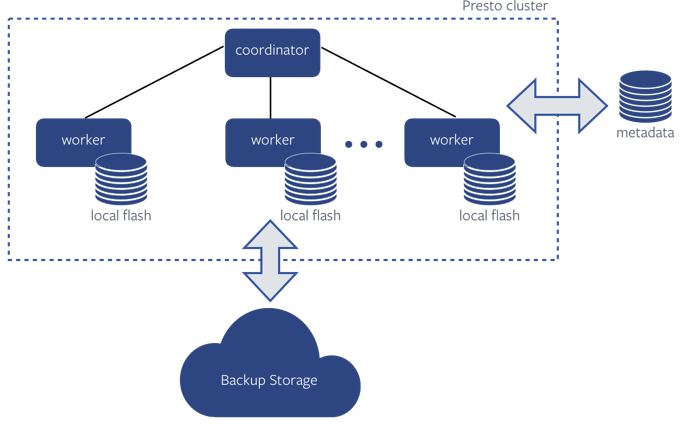 Presto cluster
coordinator
worker
worker
worker
metadata
local flash
local flash
local flash
Backup Storage